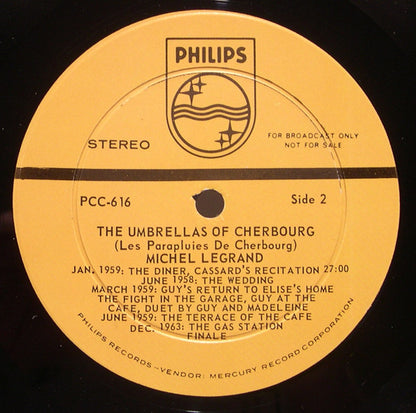 PHILIPS
STEREO
FOR BROADCAST ONLY
NOT FOR SALE
PCC-616
Side 2
THE UMBRELLAS OF CHERBOURG
(Les Parapluies De Cherbourg)
MICHEL LEGRAND
JAN. 1959: THE DINER, CASSARD'S RECITATION 27:00
JUNE 1958: THE WEDDING
MARCH 1959: GUY'S RETURN TO ELISE'S HOME
THE FIGHT IN THE GARAGE, GUY AT THE
CAFE, DUET BY GUY AND MADELEINE
JUNE 1959: THE TERRACE OF THE CAFE
DEC. 1963: THE GAS STATION
FINALE
PHILIPS RECORDS—VENDOR: MERCURY RECORD CORPORATION